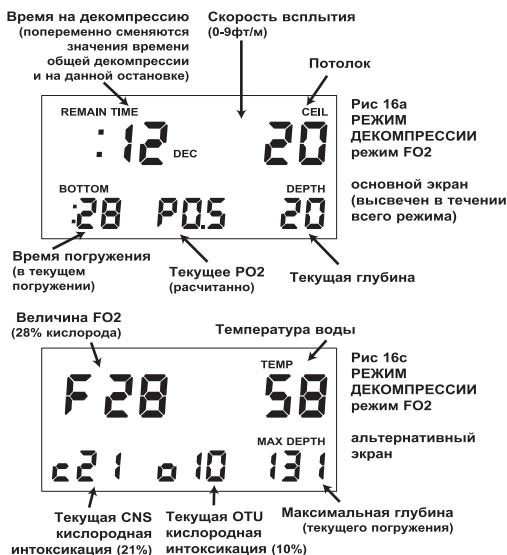 Время на декомпрессию
(попеременно сменяются
значения времени
общей декомпрессии
и на данной остановке)
Скорость всплытия
(0-9фт/м)
Потолок
REMAIN TIME
CEIL
:12 DEC
20
BOTTOM
DEPTH
:28 P0.5 20
Рис 16а
РЕЖИМ
ДЕКОМПРЕССИИ
режим FO2
основной экран
(высвечен в течении
всего режима)
Время погружения
(в текущем
погружении)
Текущее PO2
(расчитанно)
Текущая глубина
Величина FO2
(28% кислорода)
Температура воды
TEMP
F 28 58
MAX DEPTH
c21 o 10 131
Рис 16с
РЕЖИМ
ДЕКОМПРЕССИИ
режим FO2
альтернативный
экран
Текущая CNS
кислородная
интоксикация (21%)
Текущая OTU
кислородная
интоксикация (10%)
Максимальная глубина
(текущего погружения)